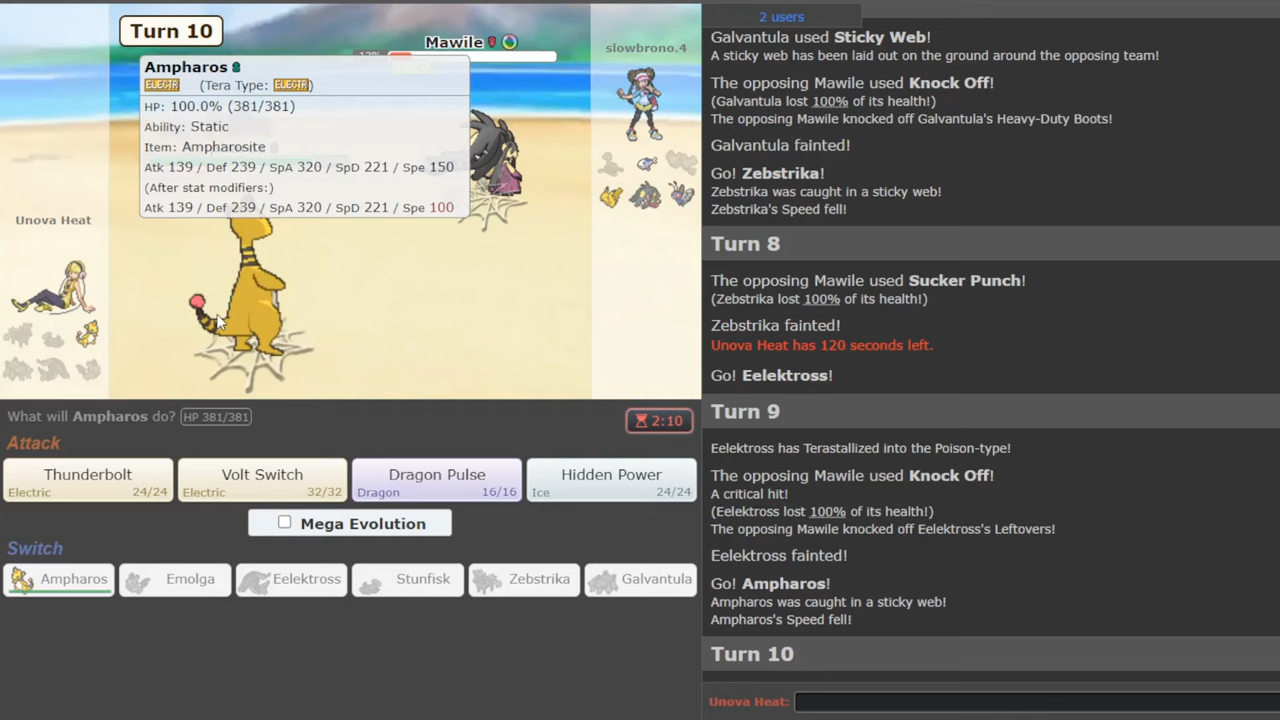 Turn 10
Mawile
12%
slowbrono.4
Ampharos
ELECTR (Tera Type: ELECTR)
HP: 100.0% (381/381)
Ability: Static
Item: Ampharosite
Atk 139 / Def 239 / SpA 320 / SpD 221 / Spe 150
(After stat modifiers:)
Atk 139 / Def 239 / SpA 320 / SpD 221 / Spe 100
Unova Heat
What will Ampharos do? HP 381/381
2:10
Attack
Thunderbolt
Electric 24/24
Volt Switch
Electric 32/32
Dragon Pulse
Dragon 16/16
Hidden Power
Ice 24/24
Mega Evolution
Switch
Ampharos
Emolga
Eelektross
Stunfisk
Zebstrika
Galvantula
2 users
Galvantula used Sticky Web!
A sticky web has been laid out on the ground around the opposing team!
The opposing Mawile used Knock Off!
(Galvantula lost 100% of its health!)
The opposing Mawile knocked off Galvantula's Heavy-Duty Boots!
Galvantula fainted!
Go! Zebstrika!
Zebstrika was caught in a sticky web!
Zebstrika's Speed fell!
Turn 8
The opposing Mawile used Sucker Punch!
(Zebstrika lost 100% of its health!)
Zebstrika fainted!
Unova Heat has 120 seconds left.
Go! Eelektross!
Turn 9
Eelektross has Terastallized into the Poison-type!
The opposing Mawile used Knock Off!
A critical hit!
(Eelektross lost 100% of its health!)
The opposing Mawile knocked off Eelektross's Leftovers!
Eelektross fainted!
Go! Ampharos!
Ampharos was caught in a sticky web!
Ampharos's Speed fell!
Turn 10
Unova Heat: